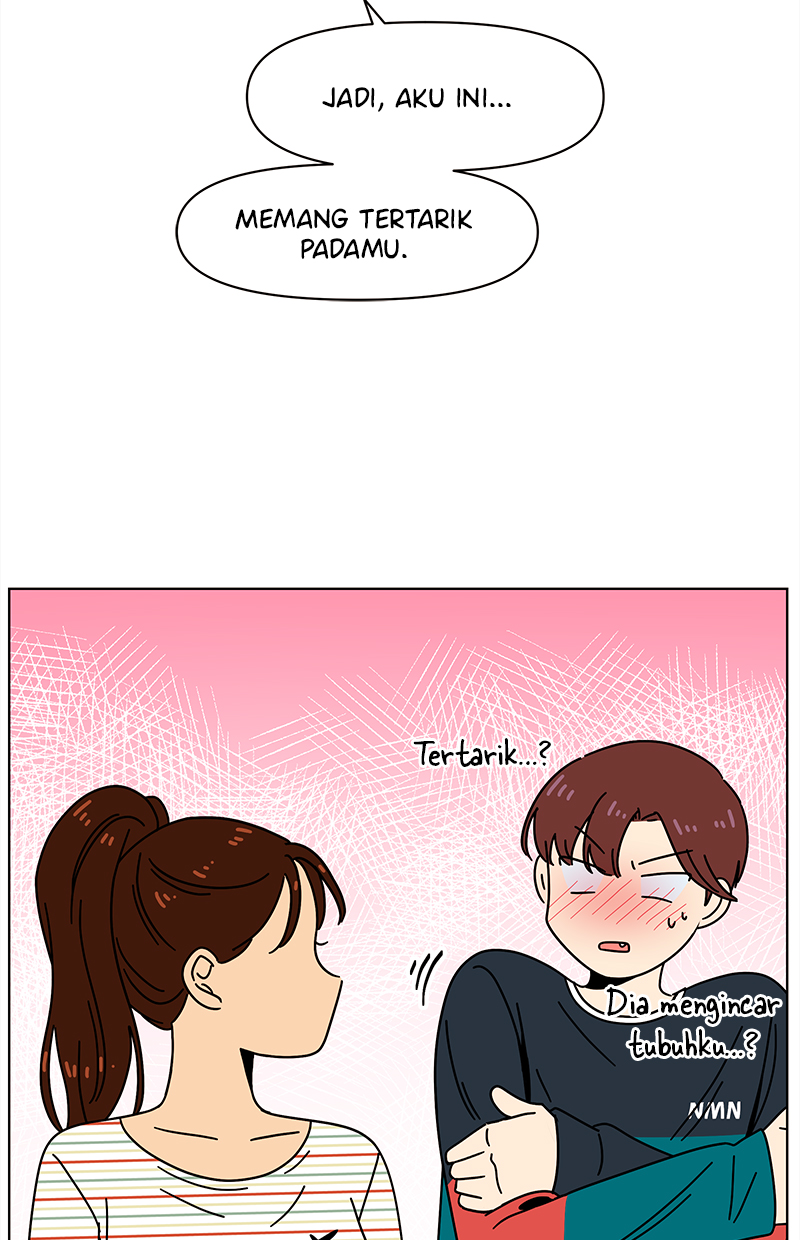 JADI, AKU INI...
MEMANG TERTARIK
PADAMU.
Tertarik...?
Dia mengincar
tubuhku...?
NMN